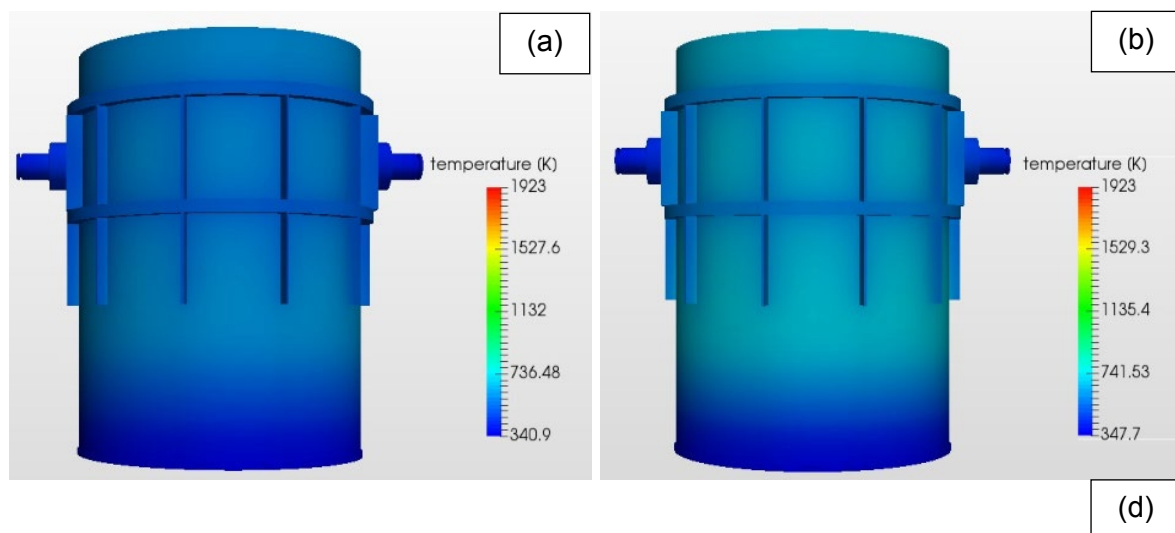 (a)
temperature (K)
1923
1527.6
1132
736.48
340.9
(b)
temperature (K)
1923
1529.3
1135.4
741.53
347.7
(d)